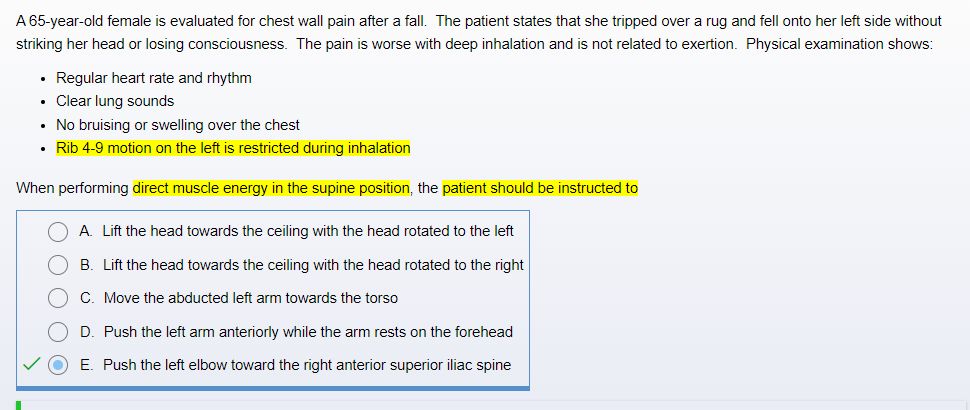 A 65-year-old female is evaluated for chest wall pain after a fall. The patient states that she tripped over a rug and fell onto her left side without
striking her head or losing consciousness. The pain is worse with deep inhalation and is not related to exertion. Physical examination shows:
• Regular heart rate and rhythm
• Clear lung sounds
• No bruising or swelling over the chest
• Rib 4-9 motion on the left is restricted during inhalation
When performing direct muscle energy in the supine position, the patient should be instructed to
A. Lift the head towards the ceiling with the head rotated to the left
B. Lift the head towards the ceiling with the head rotated to the right
C. Move the abducted left arm towards the torso
D. Push the left arm anteriorly while the arm rests on the forehead
E. Push the left elbow toward the right anterior superior iliac spine